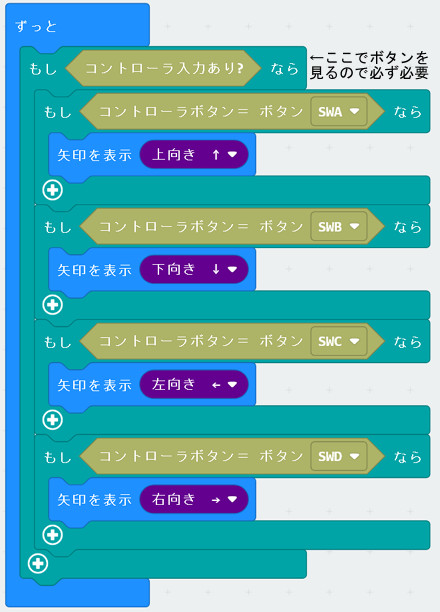 ずっと
もし コントローラ入力あり? なら ←ここでボタンを
見るので必ず必要
もし コントローラボタン= ボタン SWA なら
矢印を表示 上向き ↑
もし コントローラボタン= ボタン SWB なら
矢印を表示 下向き ↓
もし コントローラボタン= ボタン SWC なら
矢印を表示 左向き ←
もし コントローラボタン= ボタン SWD なら
矢印を表示 右向き →